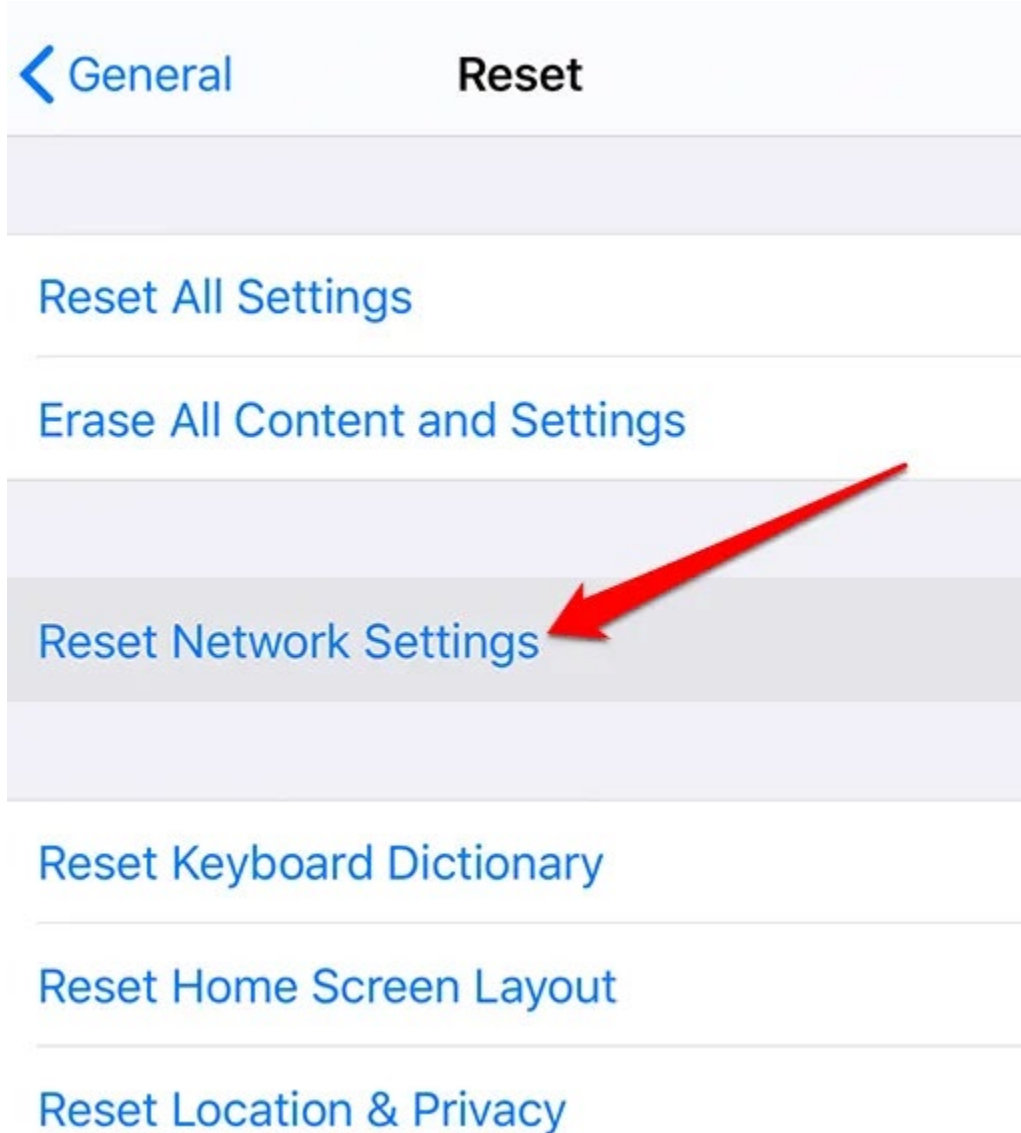 General
Reset
Reset All Settings
Erase All Content and Settings
Reset Network Settings
Reset Keyboard Dictionary
Reset Home Screen Layout
Reset Location & Privacy